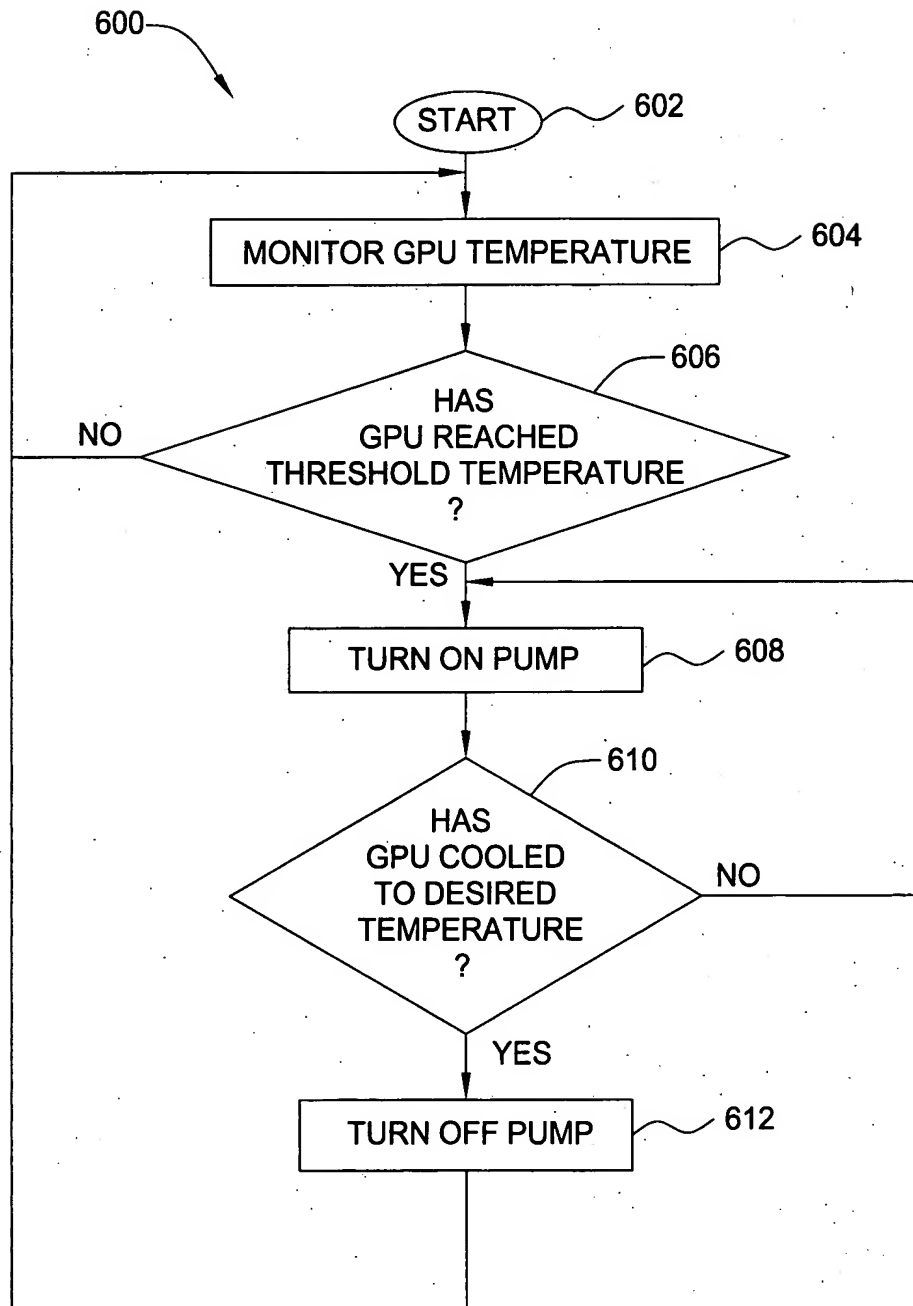 600
START
602
MONITOR GPU TEMPERATURE
604
606
HAS
GPU REACHED
THRESHOLD TEMPERATURE
?
NO
YES
TURN ON PUMP
608
610
HAS
GPU COOLED
TO DESIRED
TEMPERATURE
?
NO
YES
TURN OFF PUMP
612